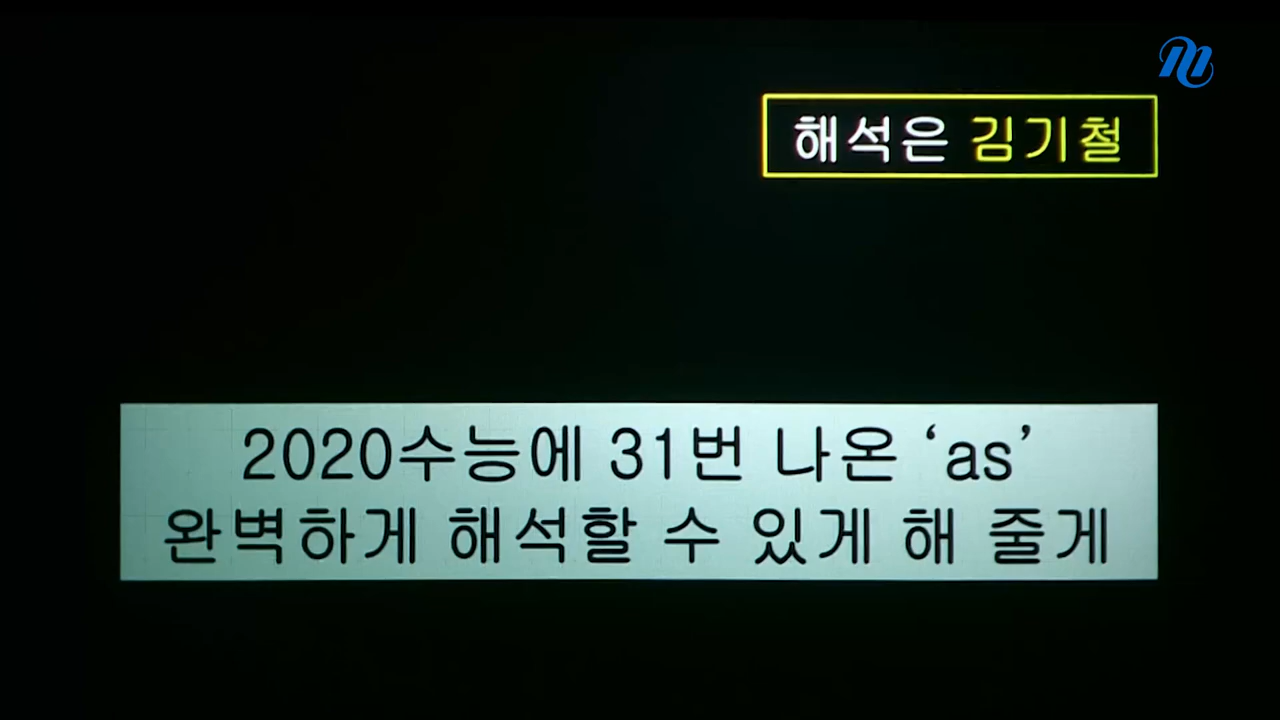 해석은 김기철
2020수능에 31번 나온 ‘as’
완벽하게 해석할 수 있게 해 줄게